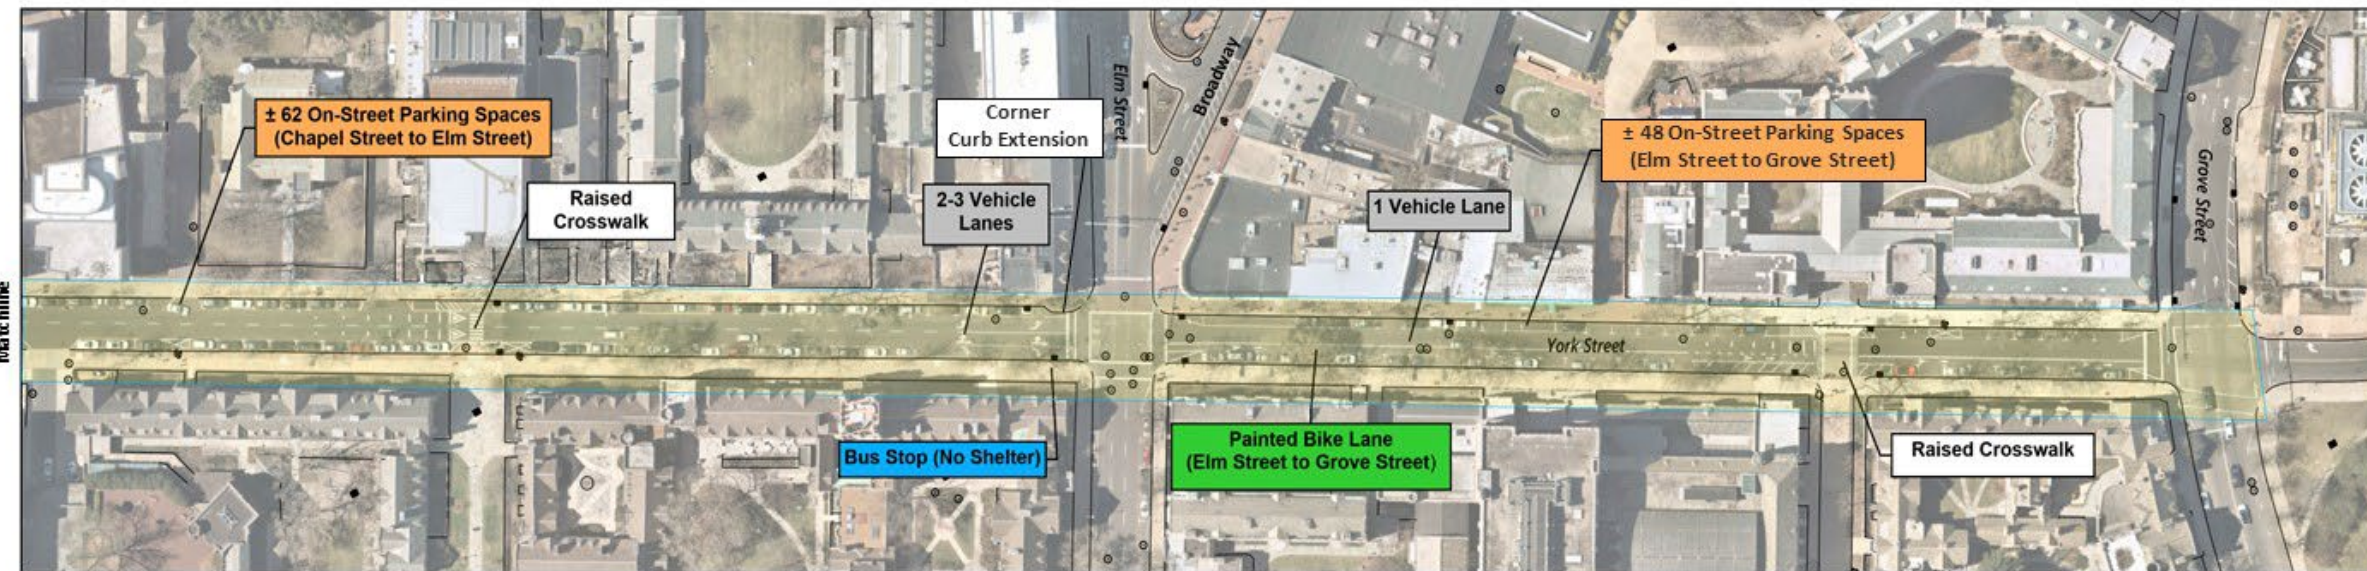 ± 62 On-Street Parking Spaces
(Chapel Street to Elm Street)
Raised
Crosswalk
Corner
Curb Extension
2-3 Vehicle
Lanes
Elm Street
Broadway
1 Vehicle Lane
± 48 On-Street Parking Spaces
(Elm Street to Grove Street)
Grove Street
Matchline
York Street
Bus Stop (No Shelter)
Painted Bike Lane
(Elm Street to Grove Street)
Raised Crosswalk